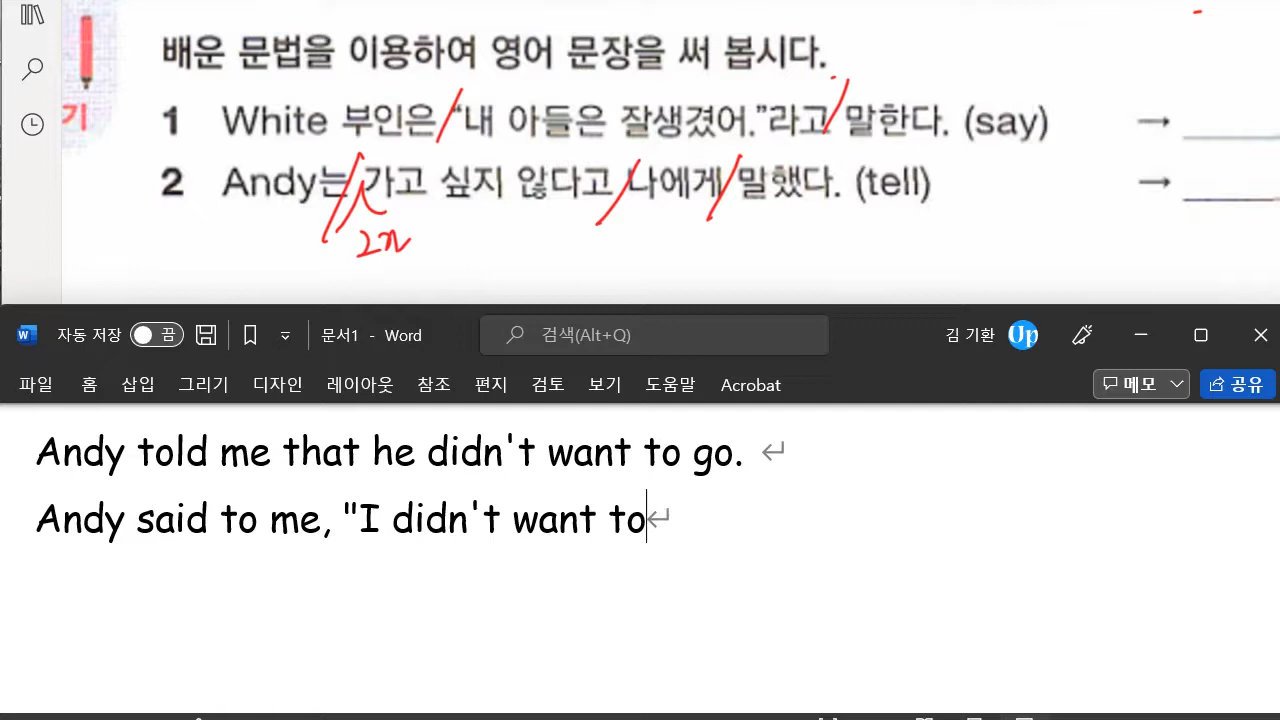 배운 문법을 이용하여 영어 문장을 써 봅시다.
기
1 White 부인은 “내 아들은 잘생겼어.”라고 말한다. (say) → ____
2 Andy는 가고 싶지 않다고 나에게 말했다. (tell) → ____
자동 저장 끔 문서1 - Word 검색(Alt+Q) 김 기환 Up
파일 홈 삽입 그리기 디자인 레이아웃 참조 편지 검토 보기 도움말 Acrobat 메모 공유
Andy told me that he didn't want to go.
Andy said to me, "I didn't want to